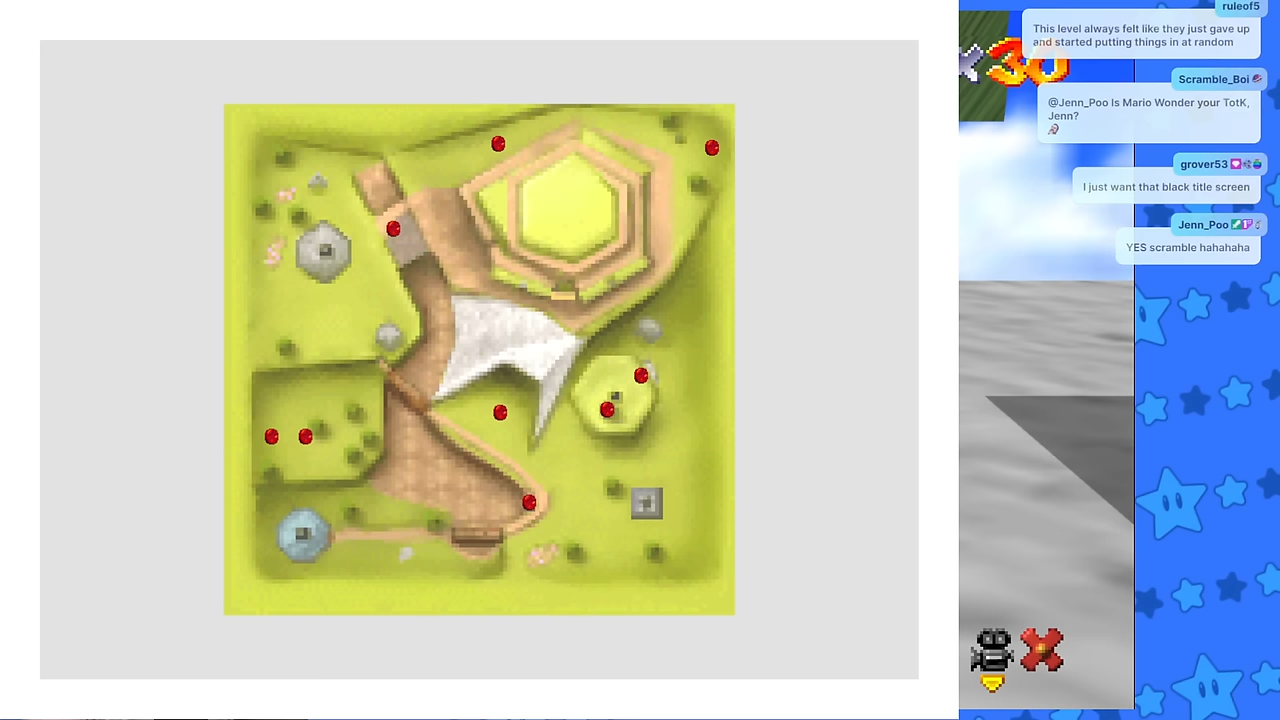 ruleof5
This level always felt like they just gave up
and started putting things in at random
×30
Scramble_Boi
@Jenn_Poo Is Mario Wonder your TotK,
Jenn?
grover53
I just want that black title screen
Jenn_Poo
YES scramble hahahaha